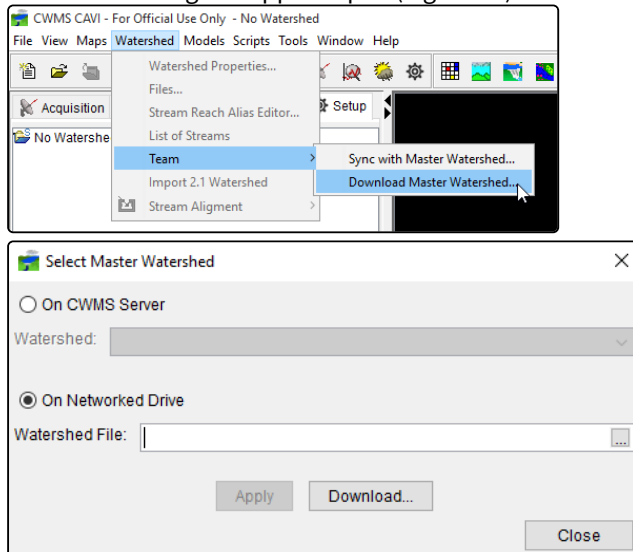 CWMS CAVI - For Official Use Only - No Watershed
File View Maps Watershed Models Scripts Tools Window Help
Watershed Properties...
Files...
Acquisition
Setup
Stream Reach Alias Editor...
No Watershe
List of Streams
Team
Sync with Master Watershed...
Import 2.1 Watershed
Download Master Watershed...
Stream Aligment
Select Master Watershed
On CWMS Server
Watershed:
On Networked Drive
Watershed File:
...
Apply Download...
Close